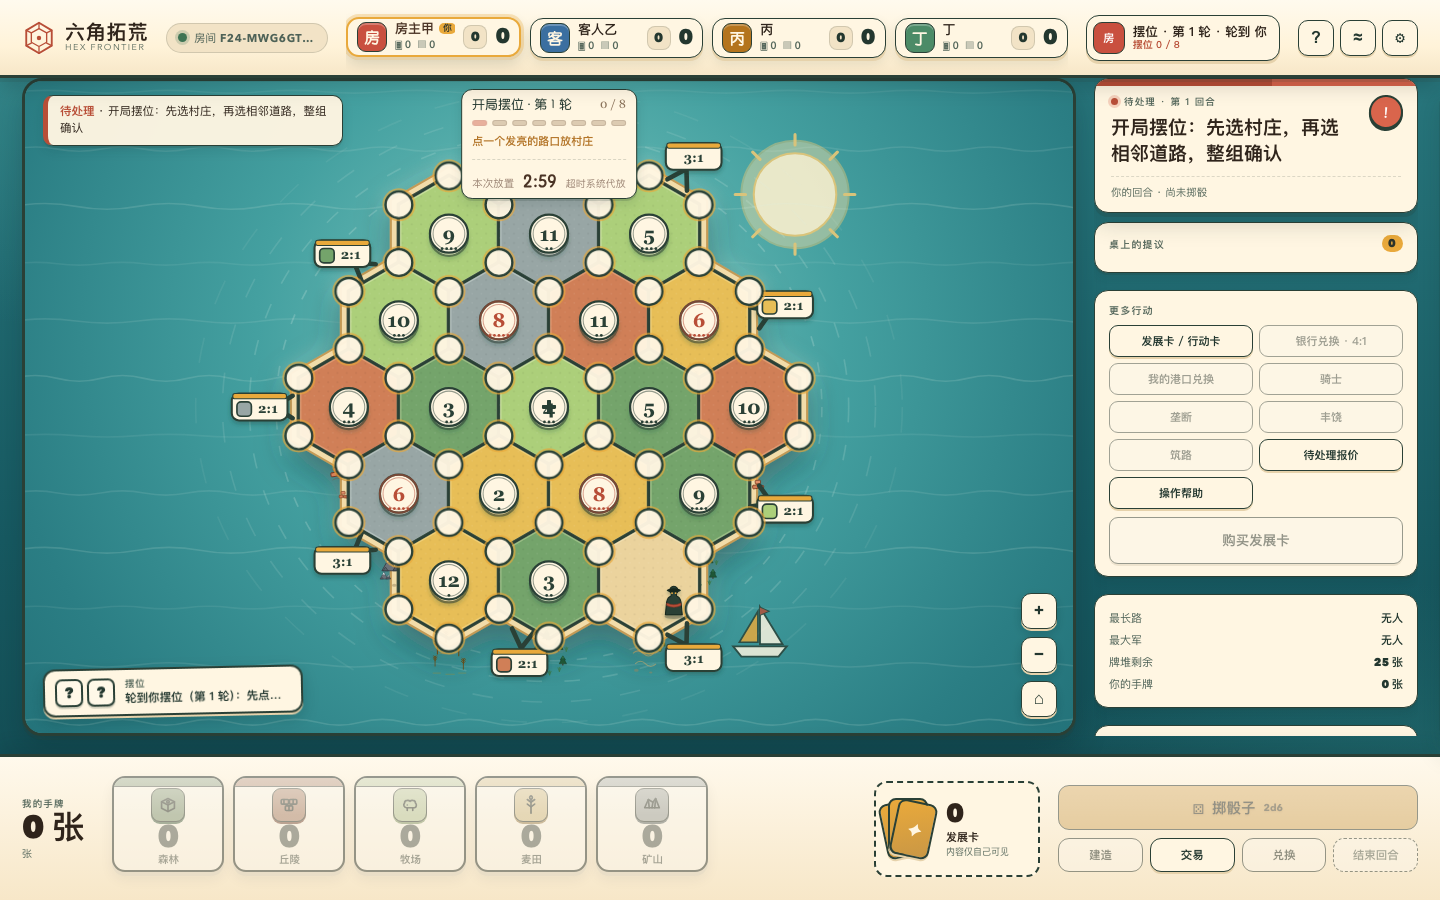 六角拓荒
HEX FRONTIER
房间 F24-MWG6GT...
房 房主甲 你
0 0 0 0
客 客人乙
0 0 0 0
丙 丙
0 0 0 0
丁 丁
0 0 0 0
房 摆位 · 第 1 轮 · 轮到 你
摆位 0 / 8
? ≈ ⚙
待处理 · 开局摆位：先选村庄，再选相邻道路，整组
确认
开局摆位 · 第 1 轮 0 / 8
点一个发亮的路口放村庄
本次放置 2:59 超时系统代放
3:1
9 11 5
2:1
10 8 11 6
2:1
2:1
4 3 5 10
6 2 8 9
2:1
3:1
12 3
2:1
3:1
+
−
⌂
? ?
摆位
轮到你摆位（第 1 轮）：先点...
待处理 · 第 1 回合
!
开局摆位：先选村庄，再选
相邻道路，整组确认
你的回合 · 尚未掷骰
桌上的提议 0
更多行动
发展卡 / 行动卡 银行兑换 · 4:1
我的港口兑换 骑士
垄断 丰饶
筑路 待处理报价
操作帮助
购买发展卡
最长路 无人
最大军 无人
牌堆剩余 25 张
你的手牌 0 张
我的手牌
0 张
张
0 森林
0 丘陵
0 牧场
0 麦田
0 矿山
0
发展卡
内容仅自己可见
掷骰子 2d6
建造 交易 兑换 结束回合